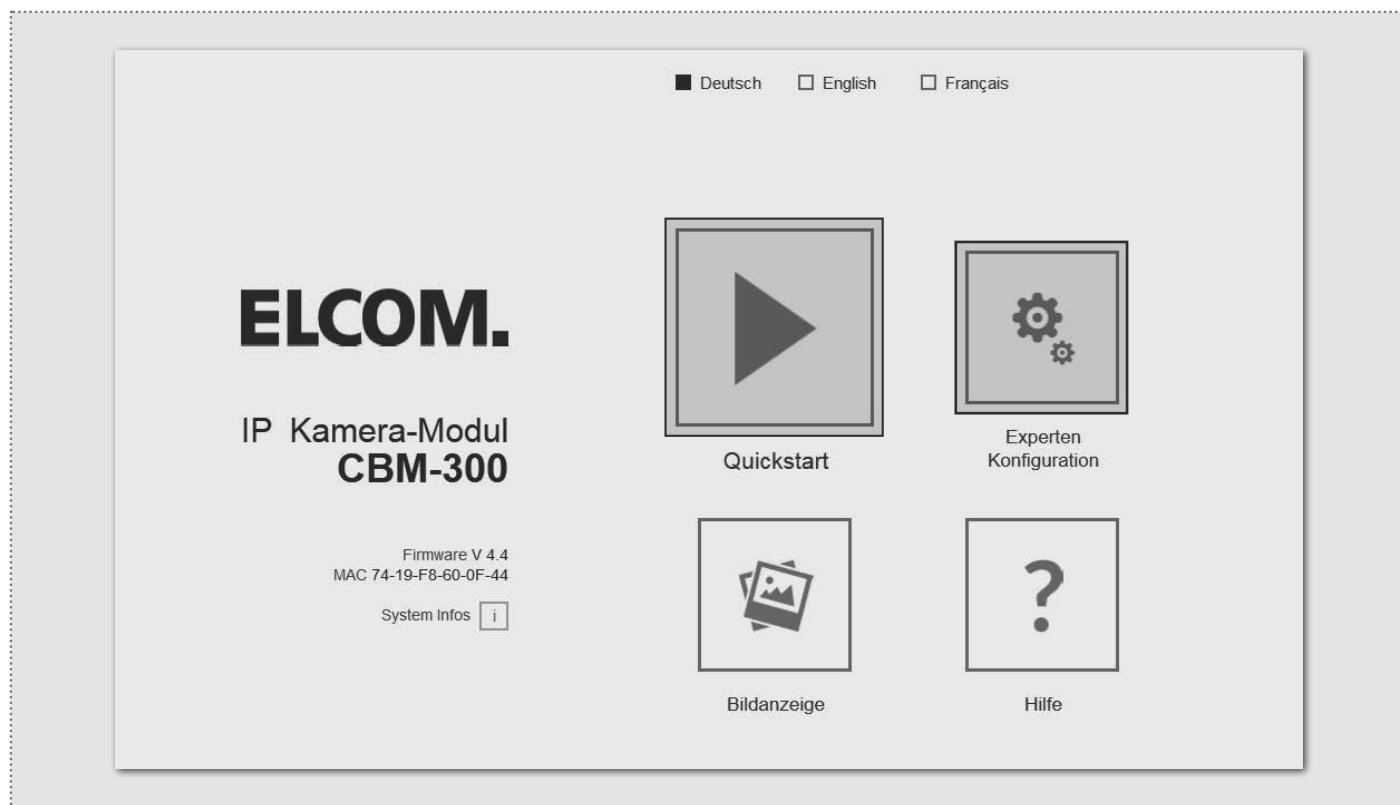 Deutsch English Français
ELCOM.
IP Kamera-Modul
CBM-300
Firmware V 4.4
MAC 74-19-F8-60-0F-44
System Infos i
Quickstart
Experten
Konfiguration
Bildanzeige
?
Hilfe